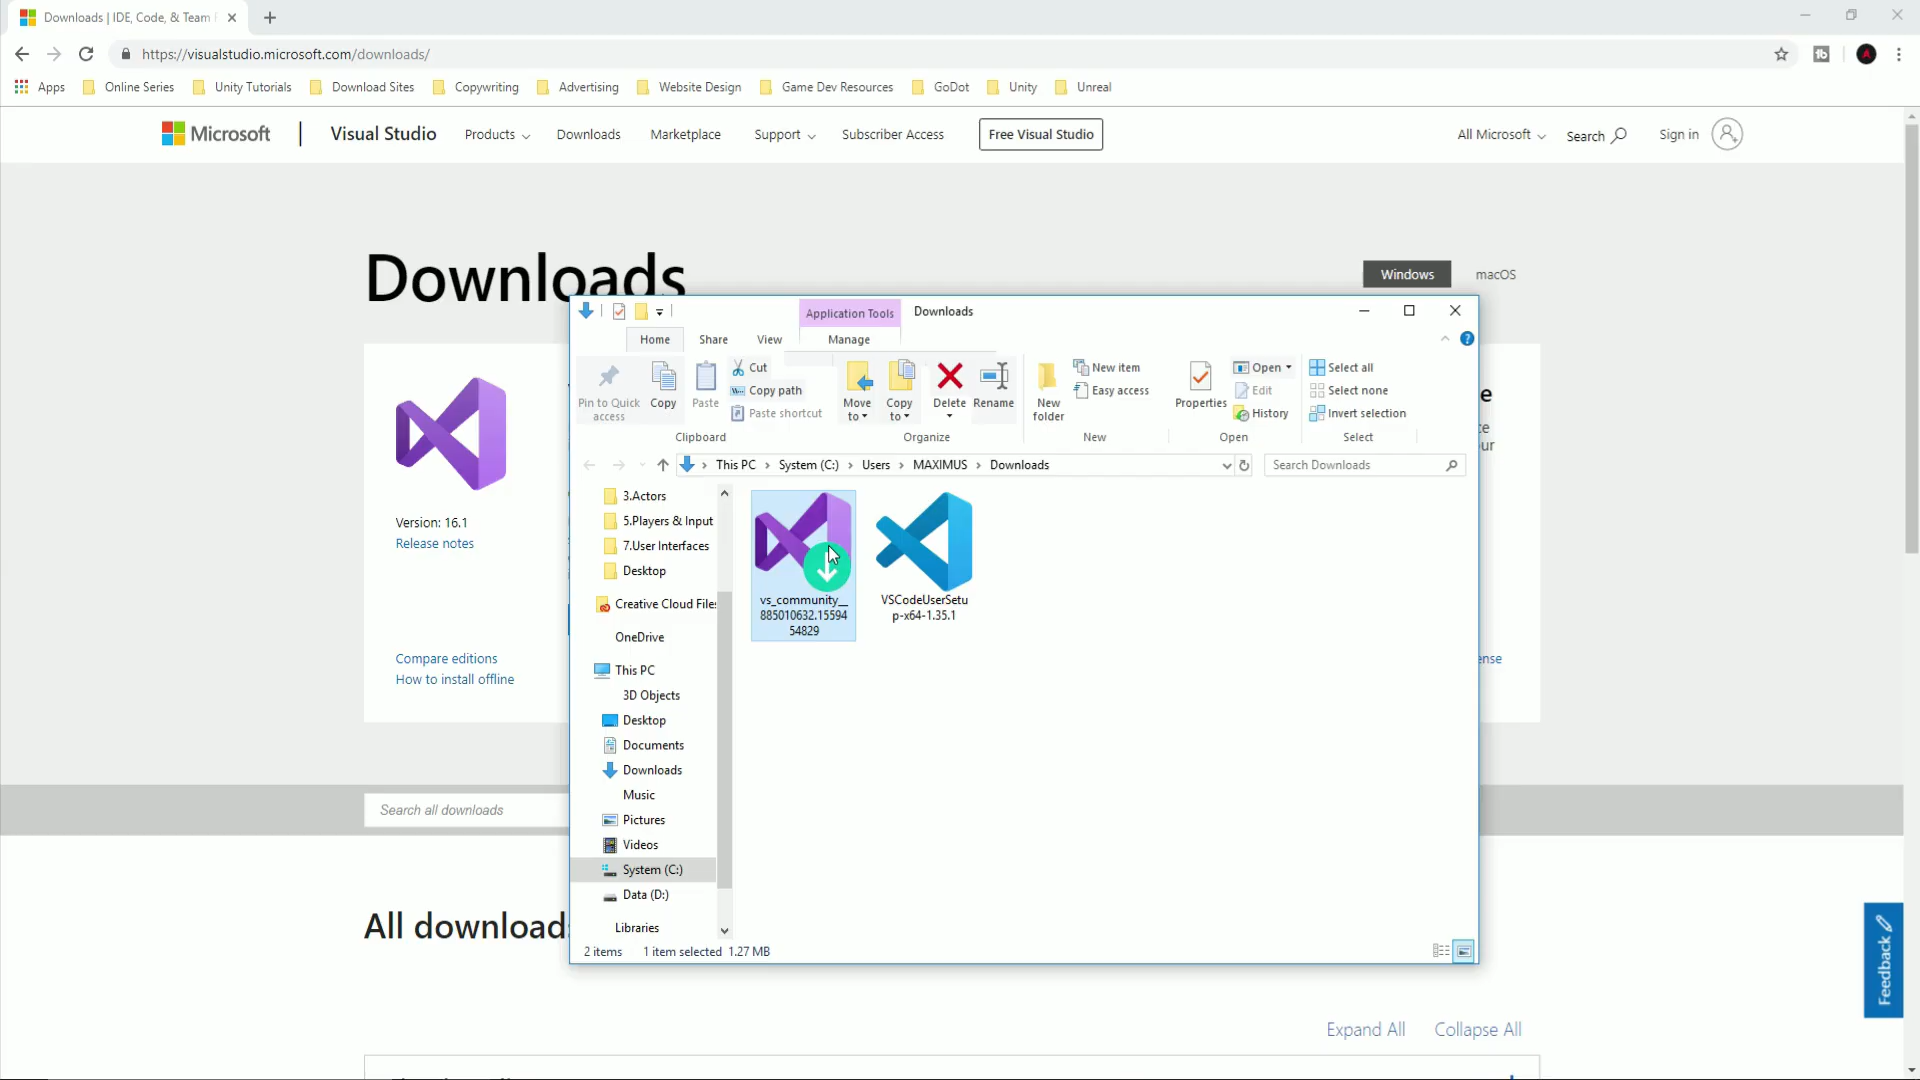 Downloads | IDE, Code, & Team
https://visualstudio.microsoft.com/downloads/
Apps
Online Series
Unity Tutorials
Download Sites
Copywriting
Advertising
Website Design
Game Dev Resources
GoDot
Unity
Unreal
Microsoft
Visual Studio
Products
Downloads
Marketplace
Support
Subscriber Access
Free Visual Studio
All Microsoft
Search
Sign in
Downloads
Windows
macOS
Version: 16.1
Release notes
Compare editions
How to install offline
Search all downloads
All download
Expand All
Collapse All
Feedback
Application Tools
Downloads
Home
Share
View
Manage
Pin to Quick
access
Copy
Paste
Cut
Copy path
Paste shortcut
Clipboard
Move
to
Copy
to
Delete
Rename
Organize
New
folder
New item
Easy access
New
Properties
Open
Edit
History
Open
Select all
Select none
Invert selection
Select
This PC
System (C:)
Users
MAXIMUS
Downloads
Search Downloads
3.Actors
5.Players & Input
7.User Interfaces
Desktop
Creative Cloud File
OneDrive
This PC
3D Objects
Desktop
Documents
Downloads
Music
Pictures
Videos
System (C:)
Data (D:)
Libraries
vs_community__
885010632.15594
54829
VSCodeUserSetu
p-x64-1.35.1
2 items
1 item selected 1.27 MB